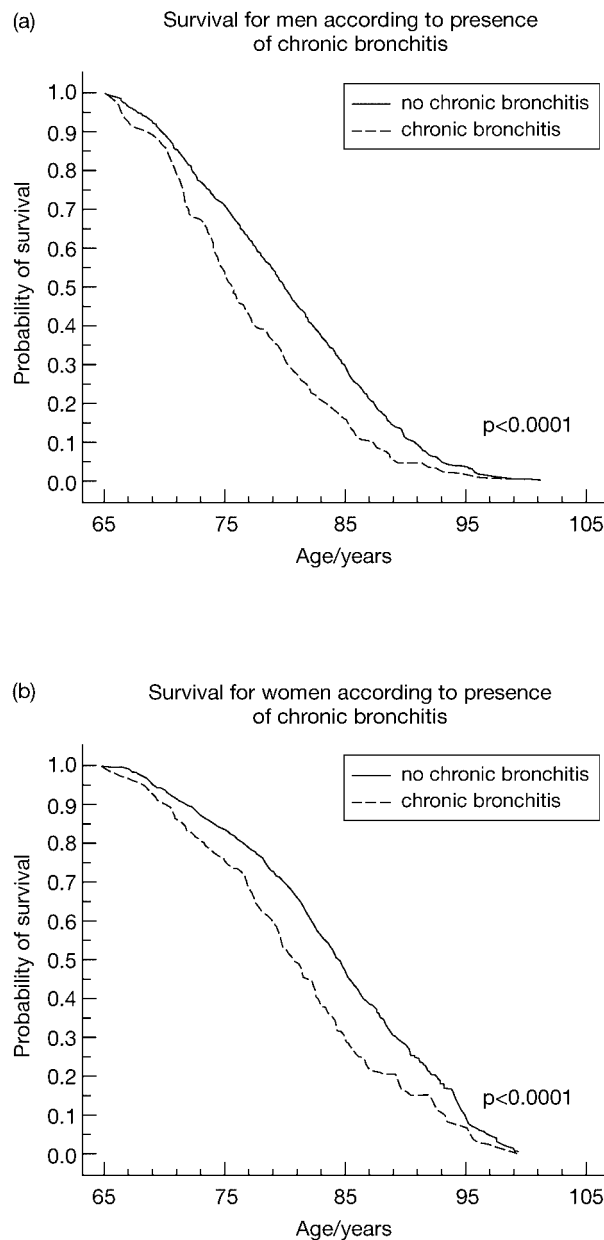 (a)
Survival for men according to presence
of chronic bronchitis
no chronic bronchitis
chronic bronchitis
Probability of survival
1.0
0.9
0.8
0.7
0.6
0.5
0.4
0.3
0.2
0.1
0.0
p<0.0001
65 75 85 95 105
Age/years
(b)
Survival for women according to presence
of chronic bronchitis
no chronic bronchitis
chronic bronchitis
Probability of survival
1.0
0.9
0.8
0.7
0.6
0.5
0.4
0.3
0.2
0.1
0.0
p<0.0001
65 75 85 95 105
Age/years